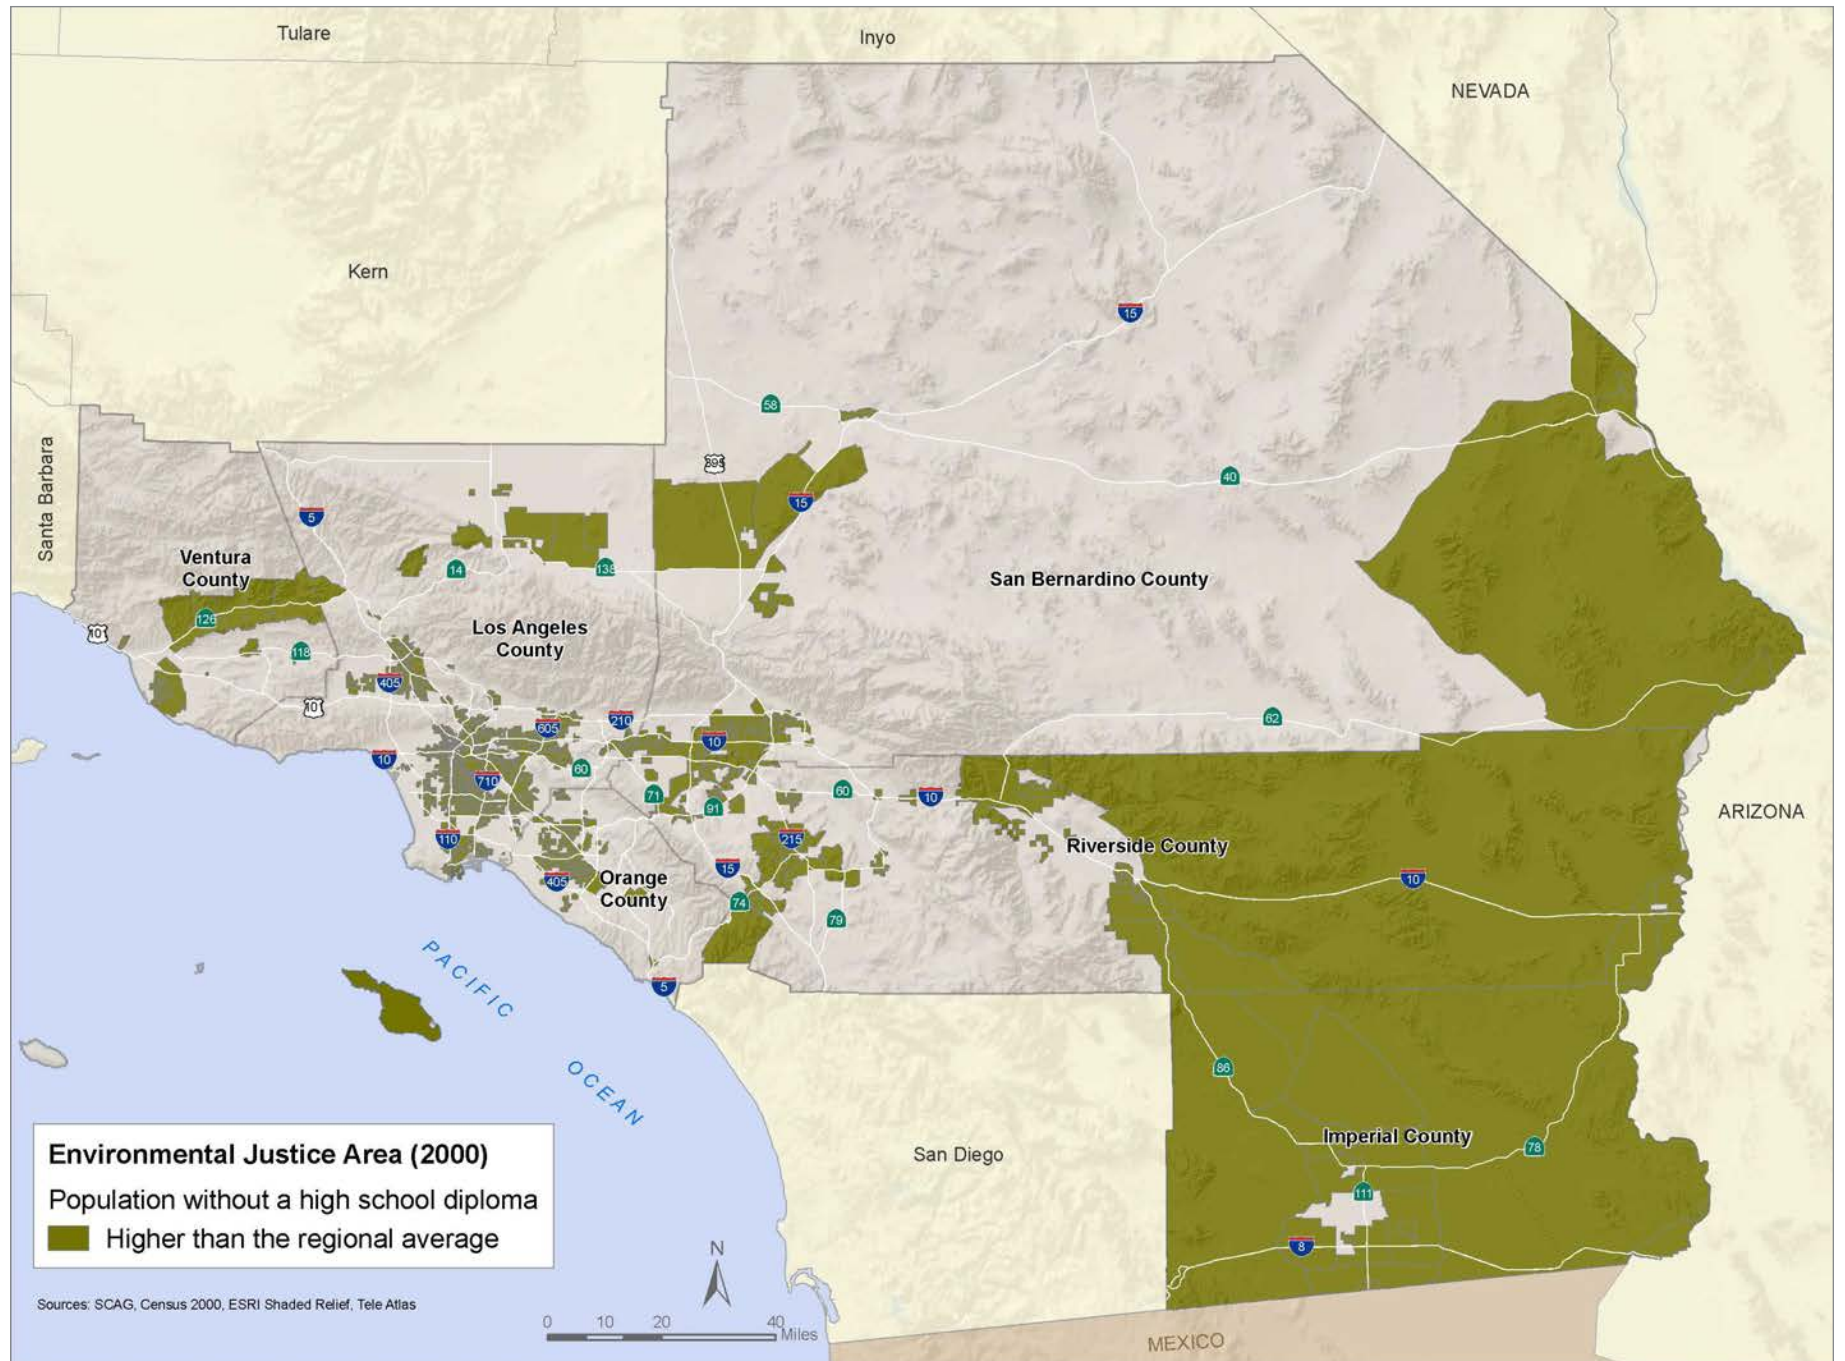 Tulare
Inyo
NEVADA
Kern
15
58
Santa Barbara
395
40
5
15
Ventura
County
14
138
San Bernardino County
126
Los Angeles
County
101
118
405
101
605
210
62
10
10
710
60
71
91
60
10
ARIZONA
110
215
Riverside County
15
10
405
Orange
County
74
79
PACIFIC
5
OCEAN
86
Imperial County
78
San Diego
111
8
Environmental Justice Area (2000)
Population without a high school diploma
Higher than the regional average
N
Sources: SCAG, Census 2000, ESRI Shaded Relief, Tele Atlas
0 10 20 40 Miles
MEXICO